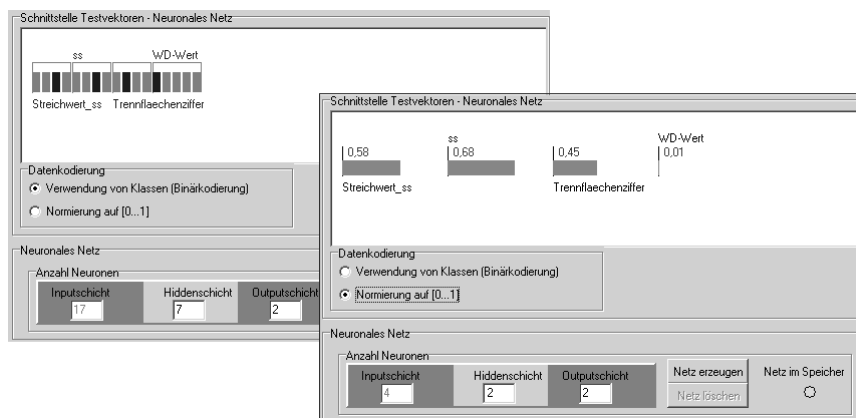 Schnittstelle Testvektoren - Neuronales Netz
ss WD-Wert
Streichwert_ss Trennflaechenziffer
Datenkodierung
Verwendung von Klassen (Binärkodierung)
Normierung auf [0...1]
Neuronales Netz
Anzahl Neuronen
Inputschicht Hiddenschicht Outputschicht
17 7 2
Schnittstelle Testvektoren - Neuronales Netz
ss WD-Wert
0,58 0,68 0,45 0,01
Streichwert_ss Trennflaechenziffer
Datenkodierung
Verwendung von Klassen (Binärkodierung)
Normierung auf [0...1]
Neuronales Netz
Anzahl Neuronen
Inputschicht Hiddenschicht Outputschicht
4 2 2
Netz erzeugen Netz im Speicher
Netz löschen